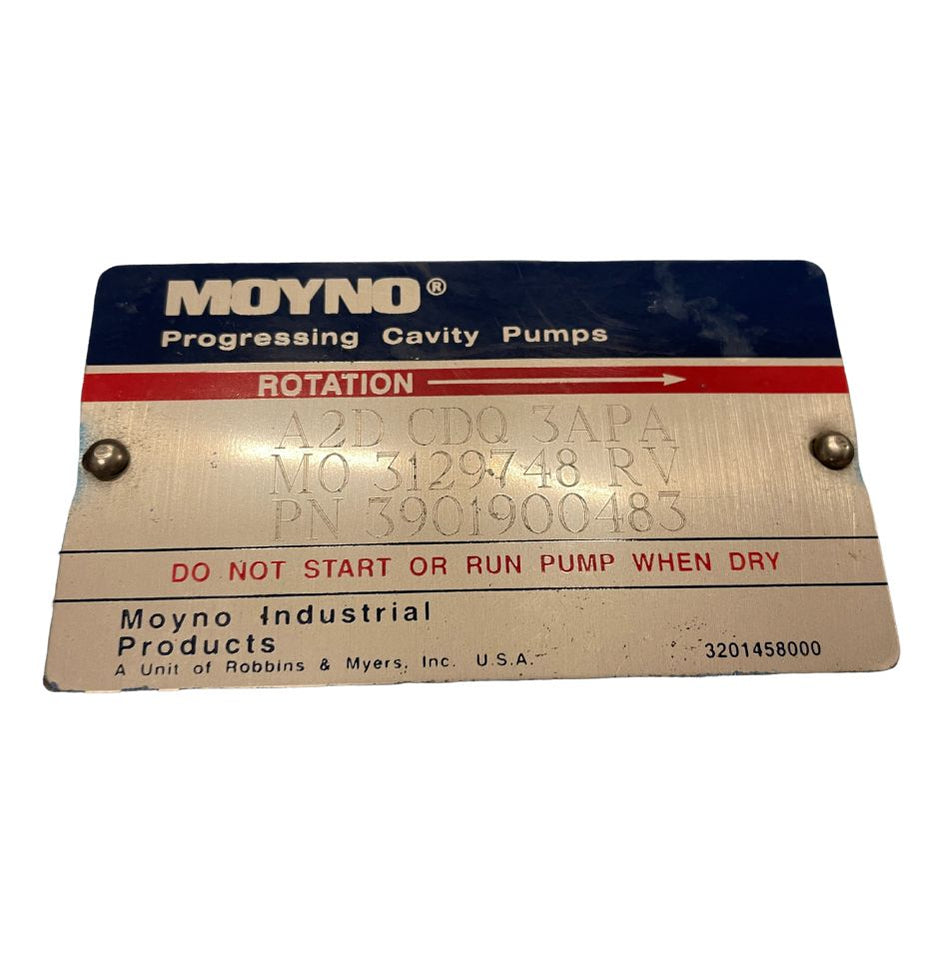 MOYNO®
Progressing Cavity Pumps
ROTATION
A2D CDQ 3APA
MO 3129748 RV
PN 3901900483
DO NOT START OR RUN PUMP WHEN DRY
Moyno Industrial
Products
A Unit of Robbins & Myers, Inc. U.S.A.
3201458000